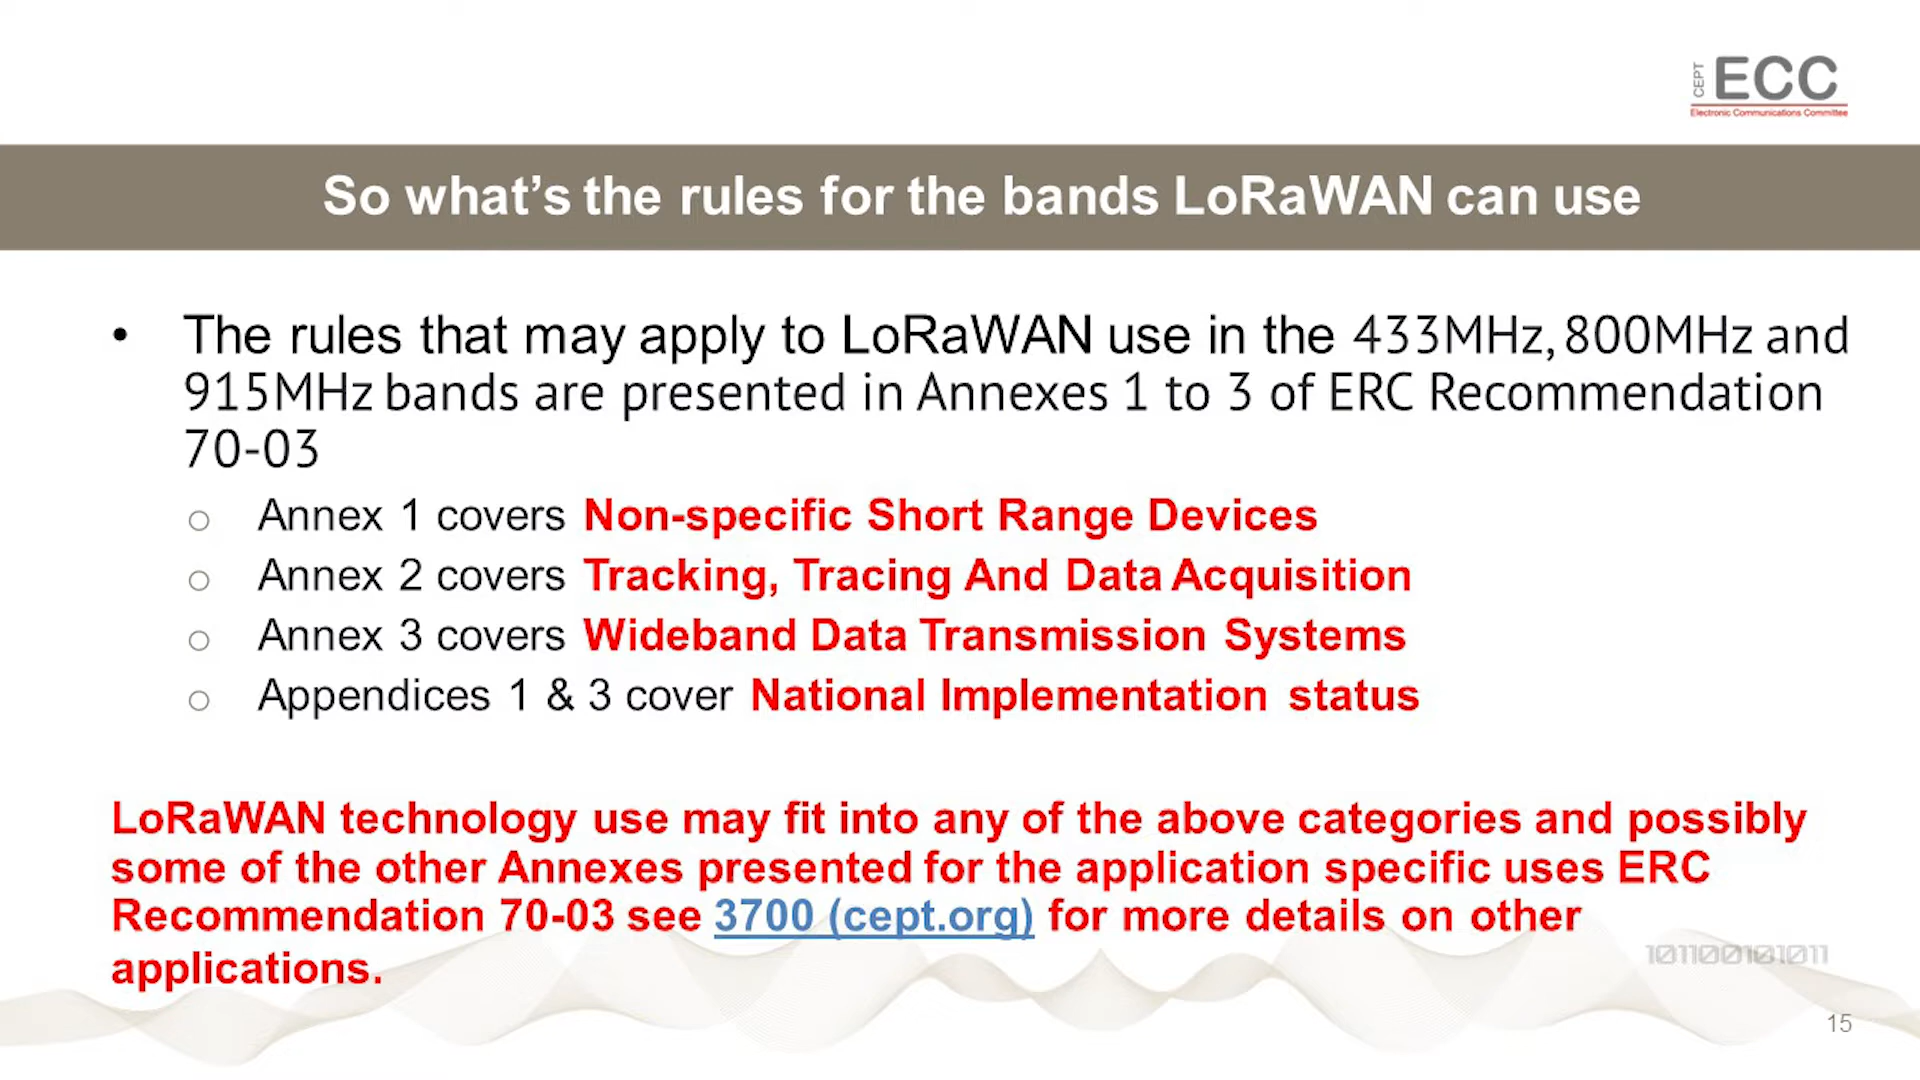 CEPT
ECC
Electronic Communications Committee
So what’s the rules for the bands LoRaWAN can use
• The rules that may apply to LoRaWAN use in the 433MHz, 800MHz and
915MHz bands are presented in Annexes 1 to 3 of ERC Recommendation
70-03
o Annex 1 covers Non-specific Short Range Devices
o Annex 2 covers Tracking, Tracing And Data Acquisition
o Annex 3 covers Wideband Data Transmission Systems
o Appendices 1 & 3 cover National Implementation status
LoRaWAN technology use may fit into any of the above categories and possibly
some of the other Annexes presented for the application specific uses ERC
Recommendation 70-03 see 3700 (cept.org) for more details on other
applications.
101100101011
15